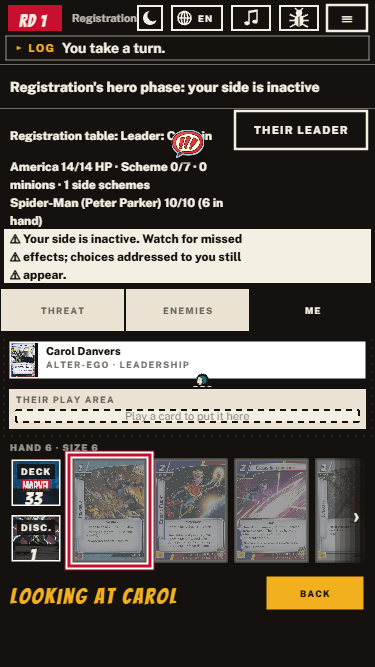 RD 1
Registration
EN
▸ LOG You take a turn.
Registration's hero phase: your side is inactive
Registration table: Leader:
THEIR LEADER
America 14/14 HP · Scheme 0/7 · 0
minions · 1 side schemes
Spider-Man (Peter Parker) 10/10 (6 in
hand)
⚠ Your side is inactive. Watch for missed
⚠ effects; choices addressed to you still
⚠ appear.
THREAT
ENEMIES
ME
Carol Danvers
ALTER-EGO · LEADERSHIP
THEIR PLAY AREA
Play a card to put it here
HAND 6 · SIZE 6
DECK
MARVEL
33
DISC.
1
›
LOOKING AT CAROL
BACK